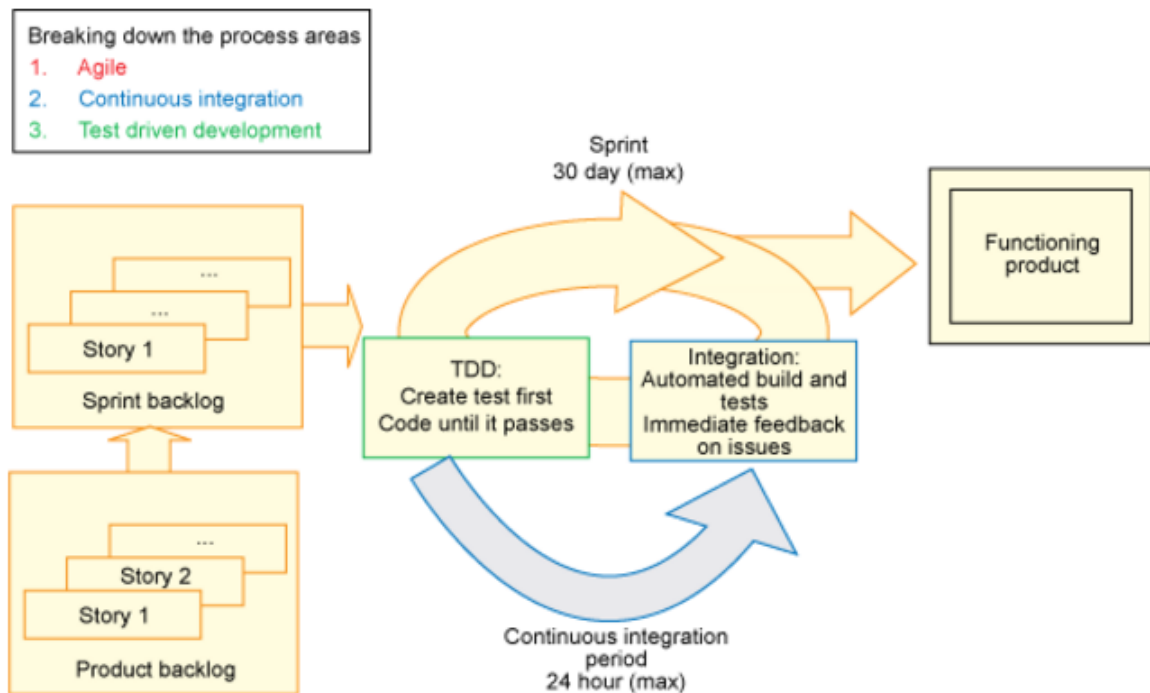 Breaking down the process areas
1. Agile
2. Continuous integration
3. Test driven development
Sprint
30 day (max)
Functioning
product
...
...
Story 1
Sprint backlog
TDD:
Create test first
Code until it passes
Integration:
Automated build and
tests
Immediate feedback
on issues
...
Story 2
Story 1
Product backlog
Continuous integration
period
24 hour (max)